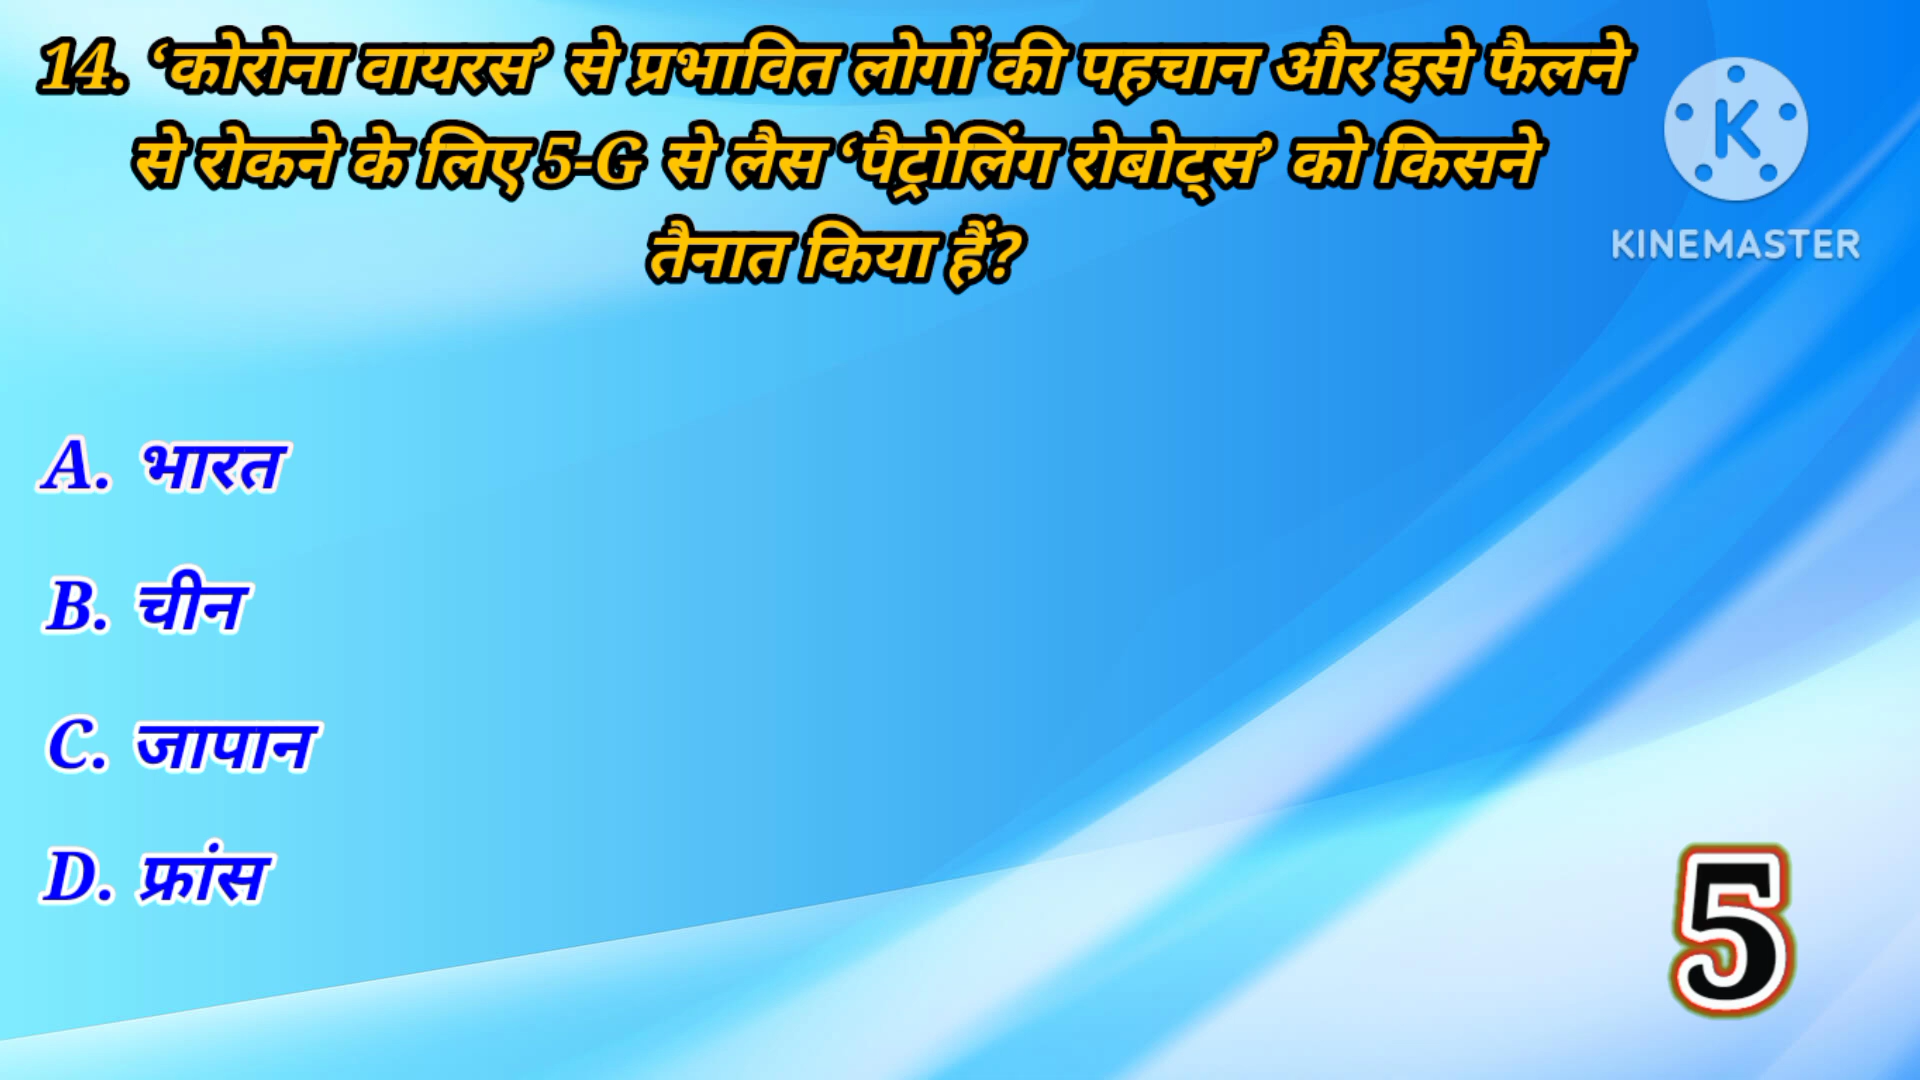 14. ‘कोरोना वायरस’ से प्रभावित लोगों की पहचान और इसे फैलने
से रोकने के लिए 5-G से लैस ‘पैट्रोलिंग रोबोट्स’ को किसने
तैनात किया हैं?
K
KINEMASTER
A. भारत
B. चीन
C. जापान
D. फ्रांस
5